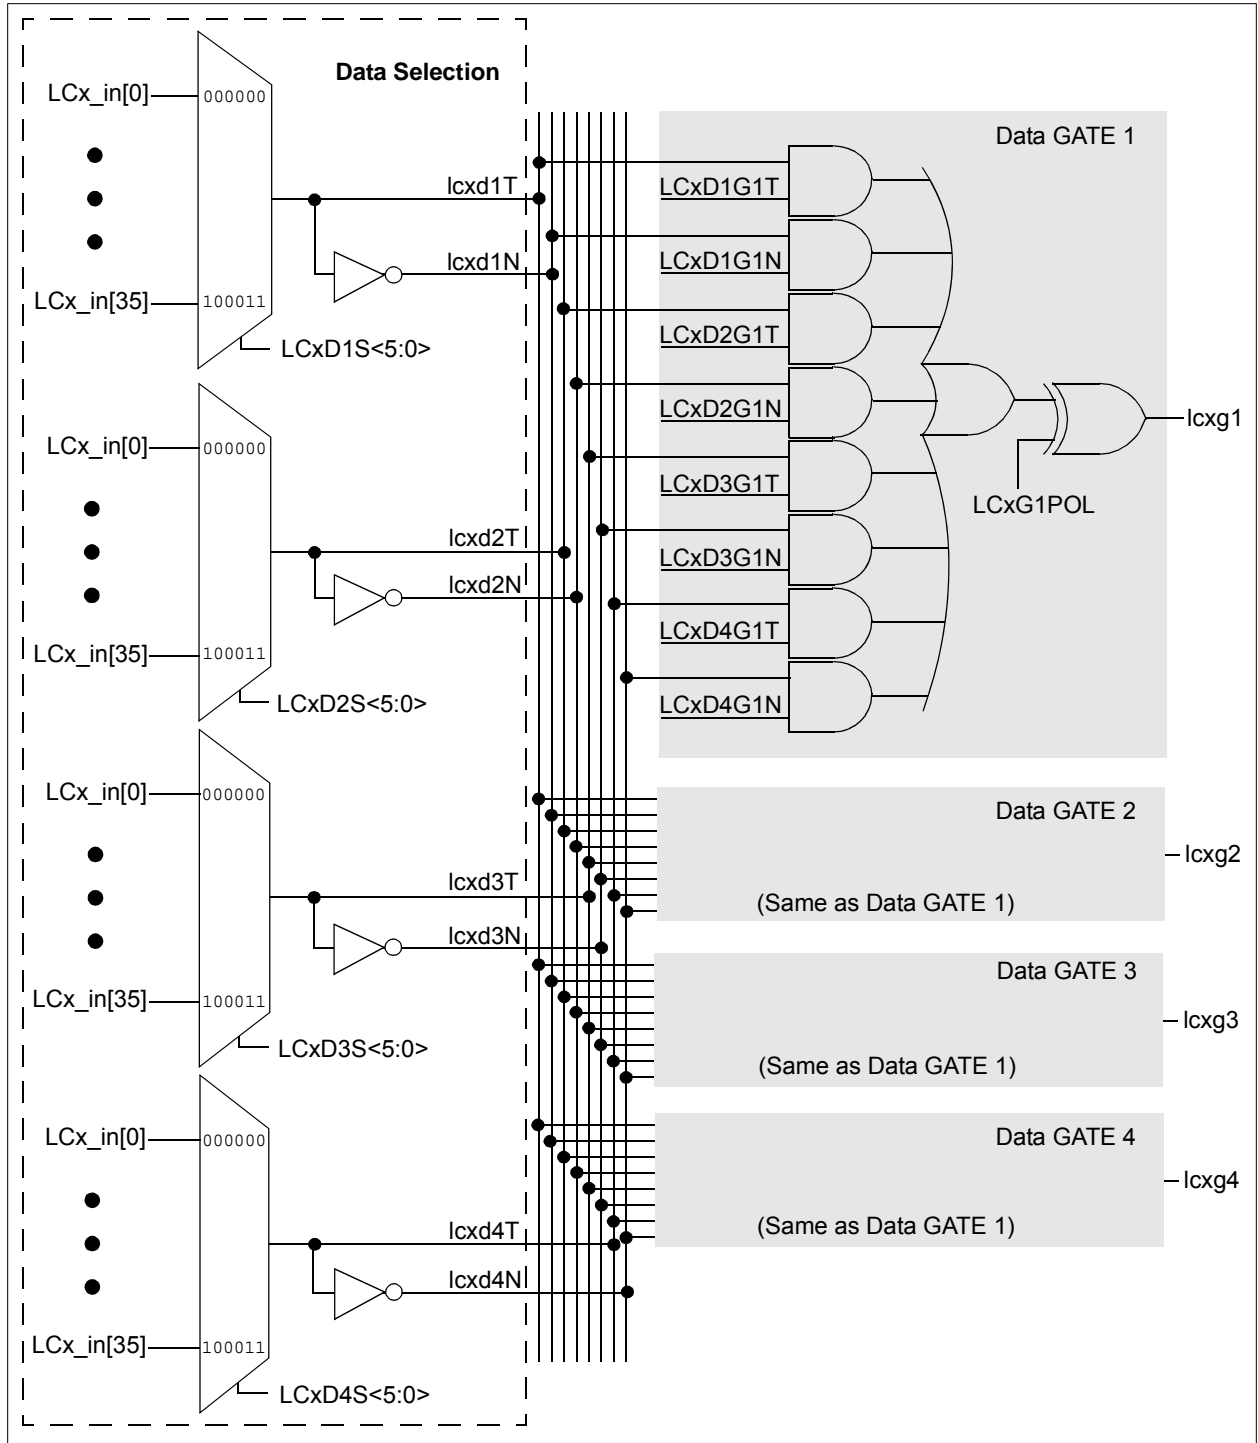 Data Selection
LCx_in[0]
000000
lcxd1T
lcxd1N
LCx_in[35]
100011
LCxD1S<5:0>
LCx_in[0]
000000
lcxd2T
lcxd2N
LCx_in[35]
100011
LCxD2S<5:0>
LCx_in[0]
000000
lcxd3T
lcxd3N
LCx_in[35]
100011
LCxD3S<5:0>
LCx_in[0]
000000
lcxd4T
lcxd4N
LCx_in[35]
100011
LCxD4S<5:0>
Data GATE 1
LCxD1G1T
LCxD1G1N
LCxD2G1T
LCxD2G1N
LCxD3G1T
LCxD3G1N
LCxD4G1T
LCxD4G1N
LCxG1POL
lcxg1
Data GATE 2
(Same as Data GATE 1)
lcxg2
Data GATE 3
(Same as Data GATE 1)
lcxg3
Data GATE 4
(Same as Data GATE 1)
lcxg4